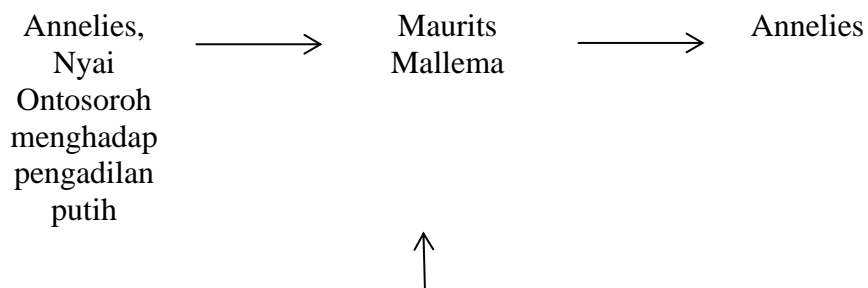 Annelies,
Nyai
Ontosoroh
menghadap
pengadilan
putih
Maurits
Mallema
Annelies